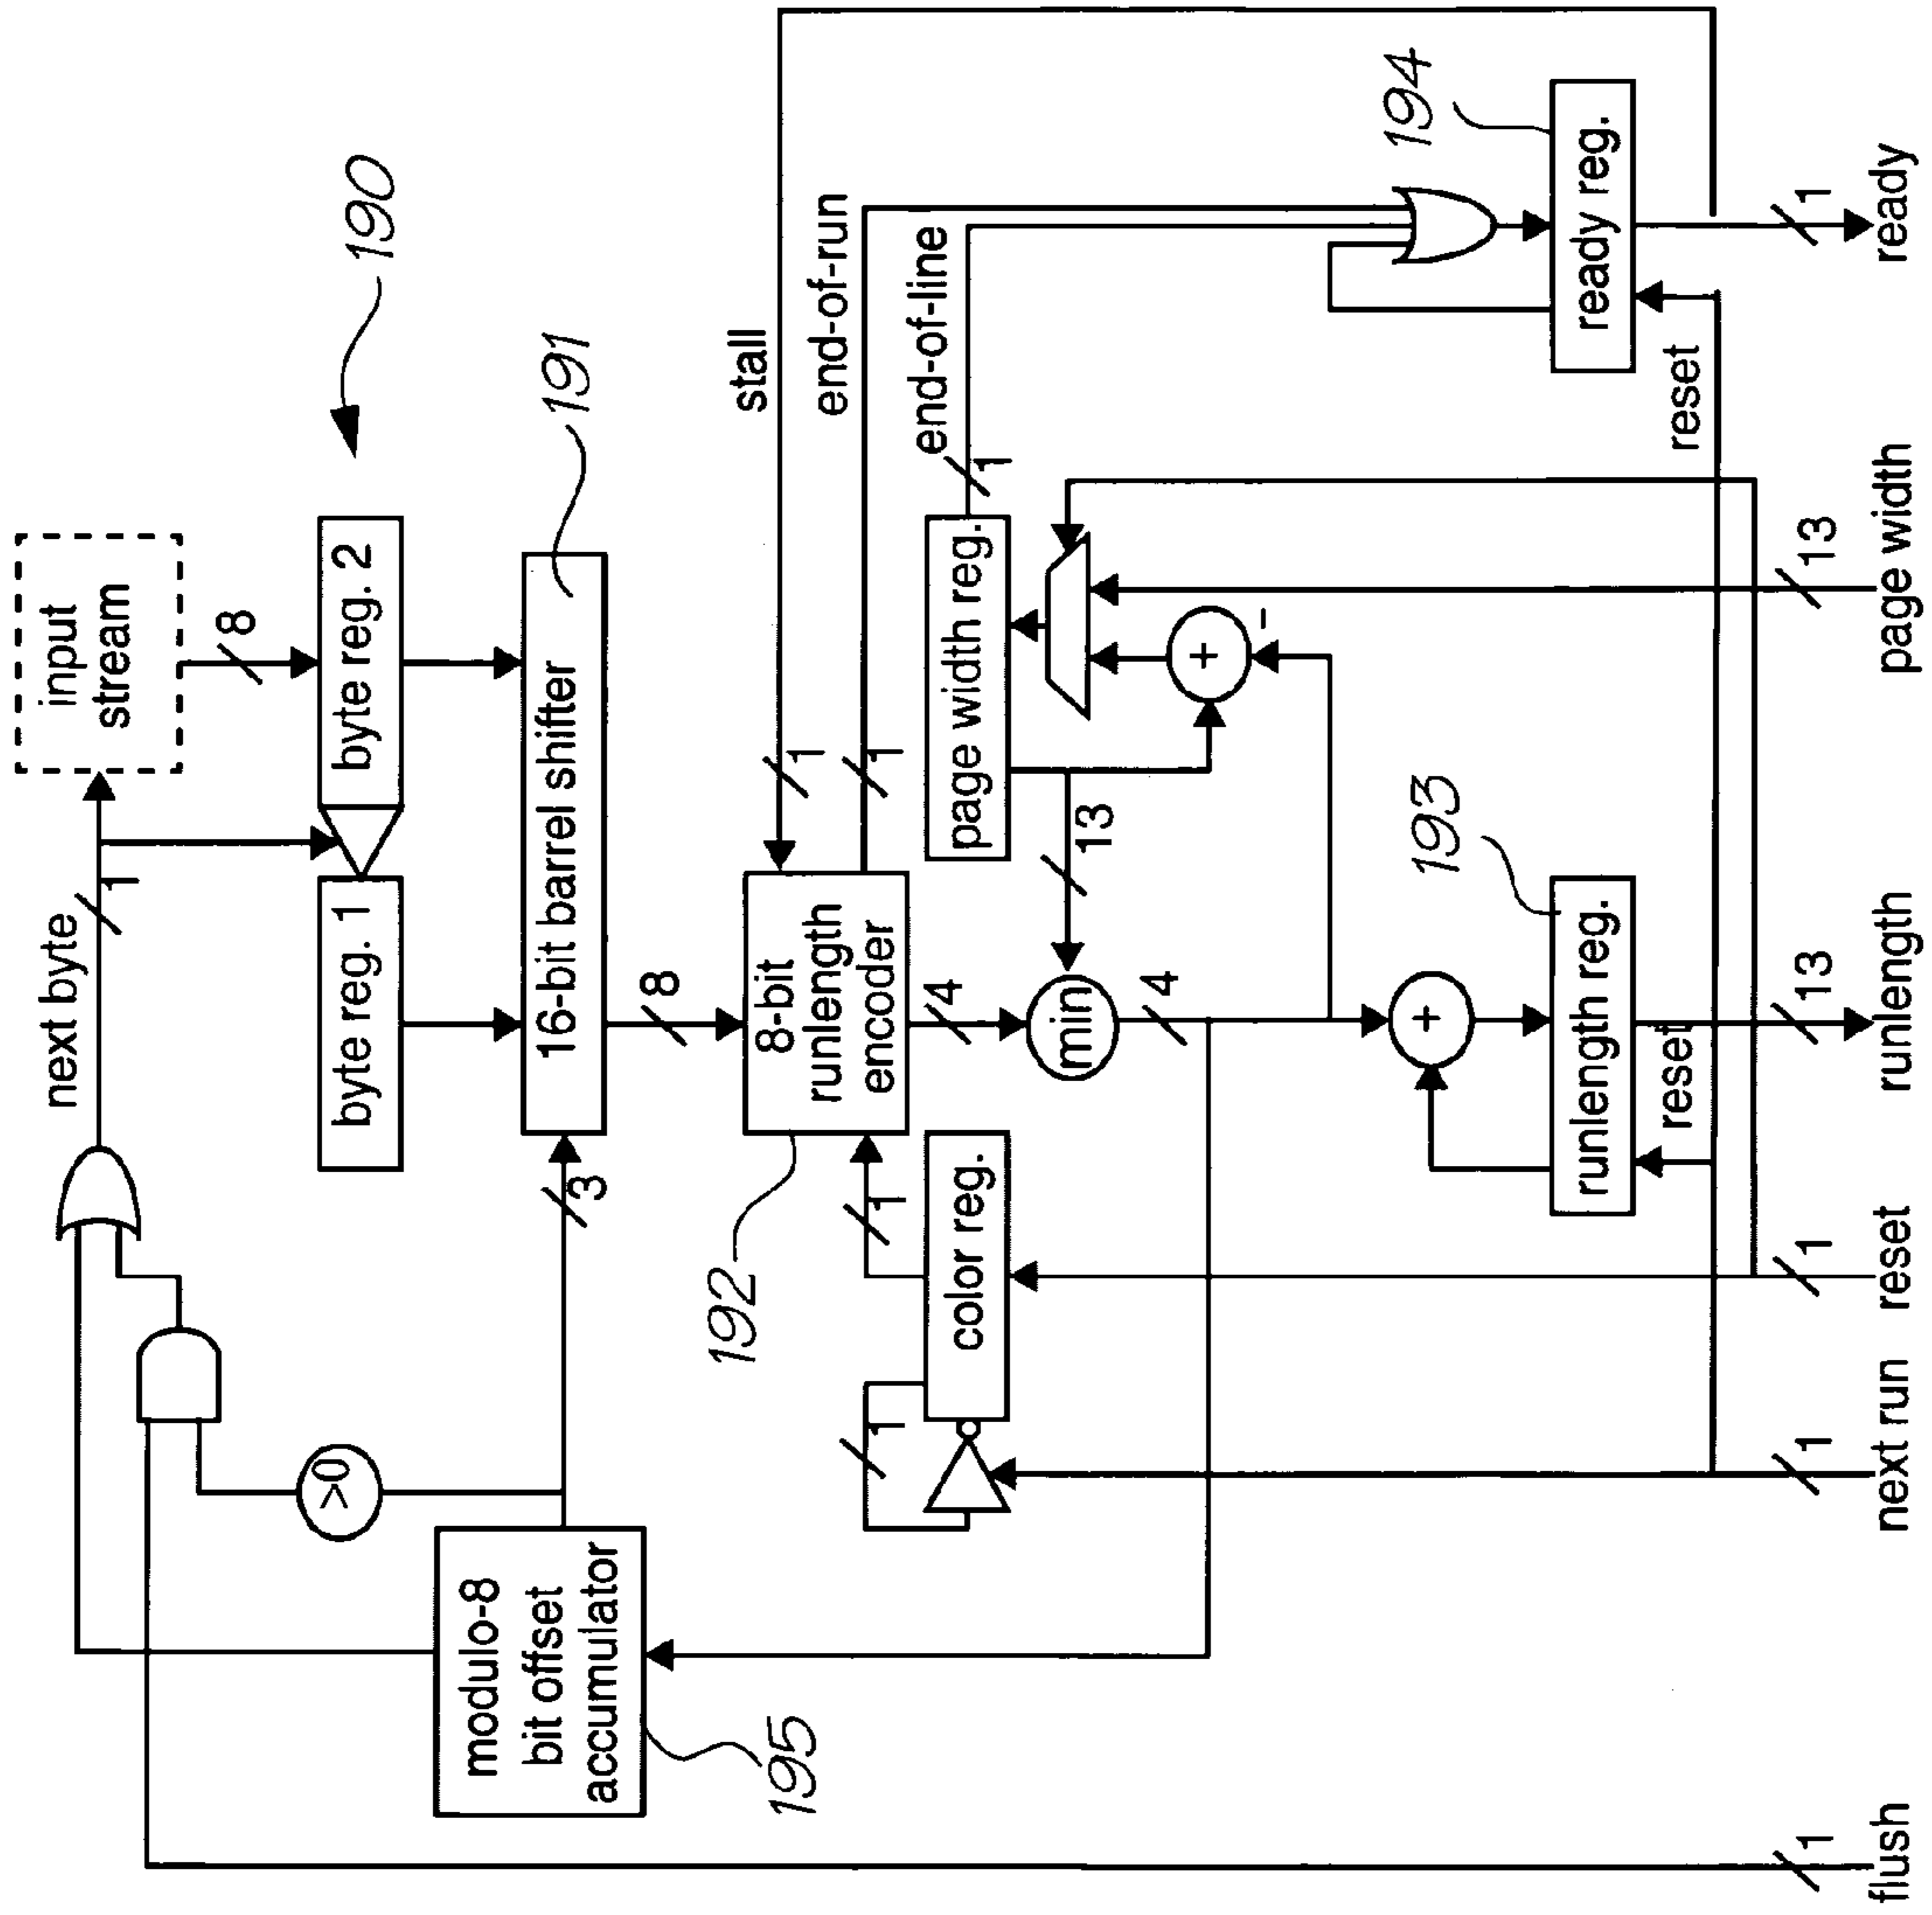 input
stream
next byte
1
8
190
byte reg. 1
byte reg. 2
>0
3
16-bit barrel shifter
191
modulo-8
bit offset
accumulator
195
8
192
8-bit
runlength
encoder
stall
1
end-of-run
1
end-of-line
1
1
color reg.
1
4
min
13
page width reg.
4
+
-
+
193
runlength reg.
reset
194
ready reg.
reset
1
flush
1
next run
1
reset
13
runlength
13
page width
1
ready